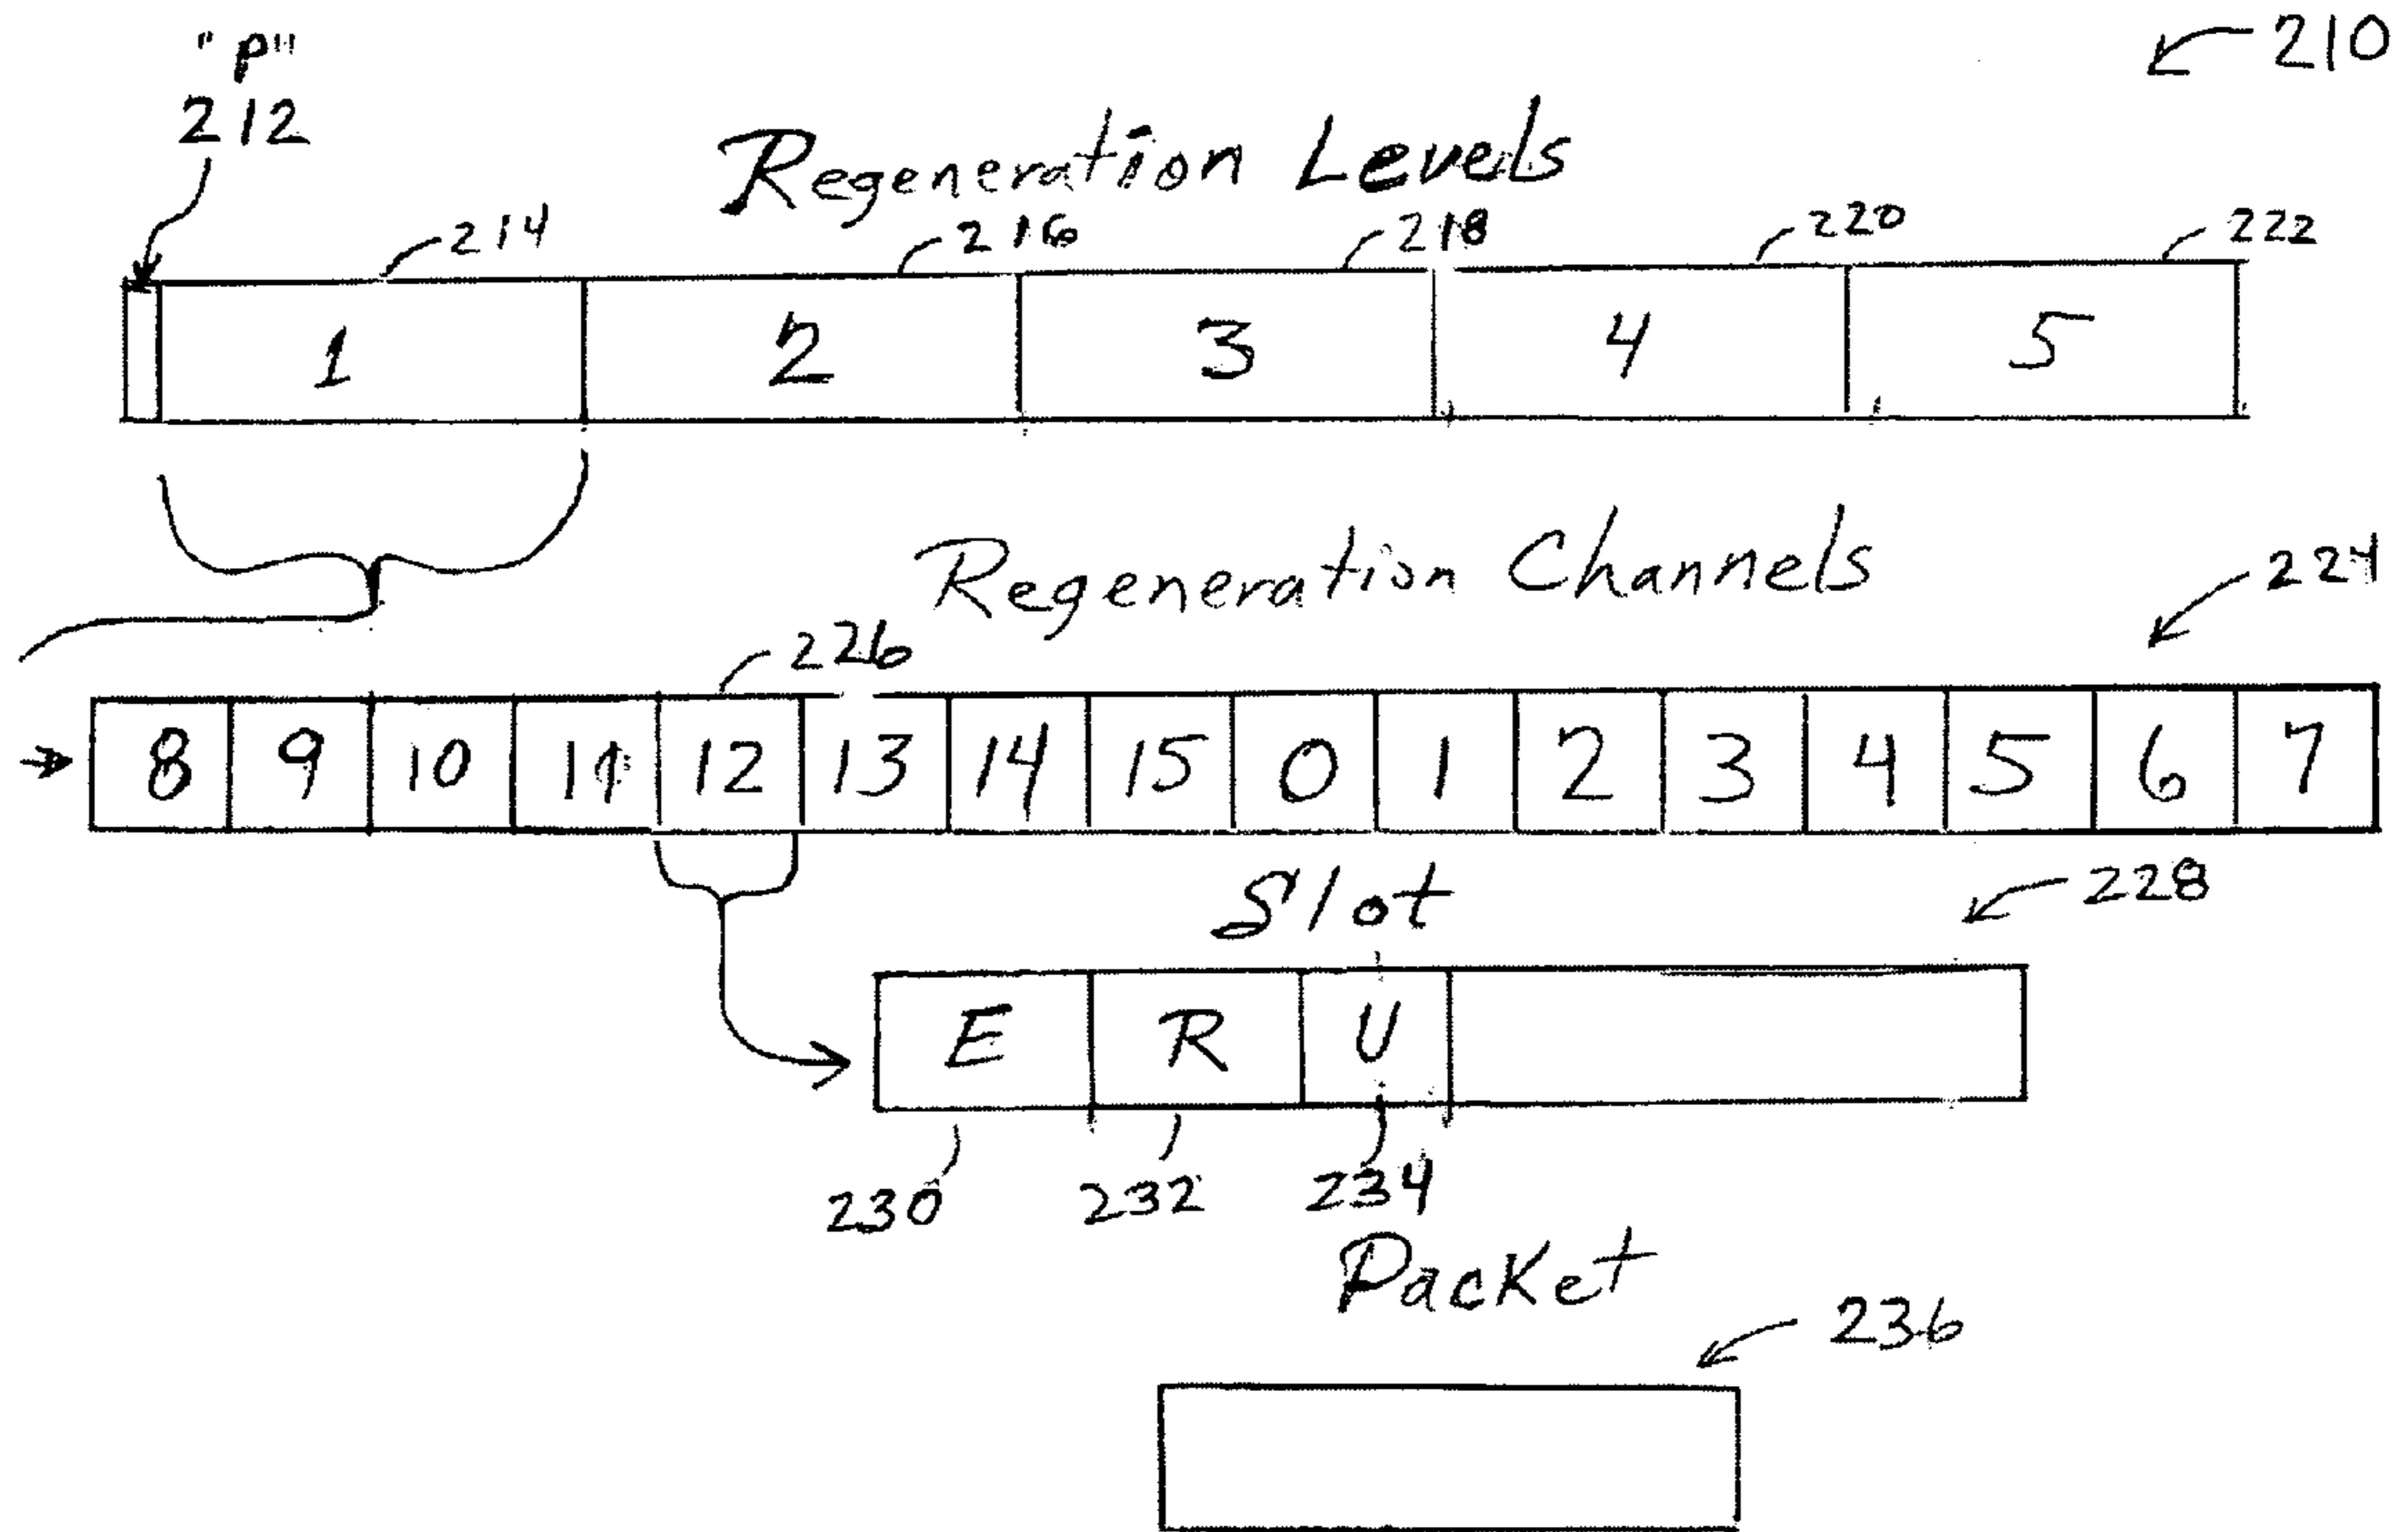 "P"
210
212
Regeneration Levels
214 216 218 220 222
1 2 3 4 5
Regeneration Channels
224
226
8 9 10 11 12 13 14 15 0 1 2 3 4 5 6 7
Slot
228
E R U
230 232 234
Packet
236